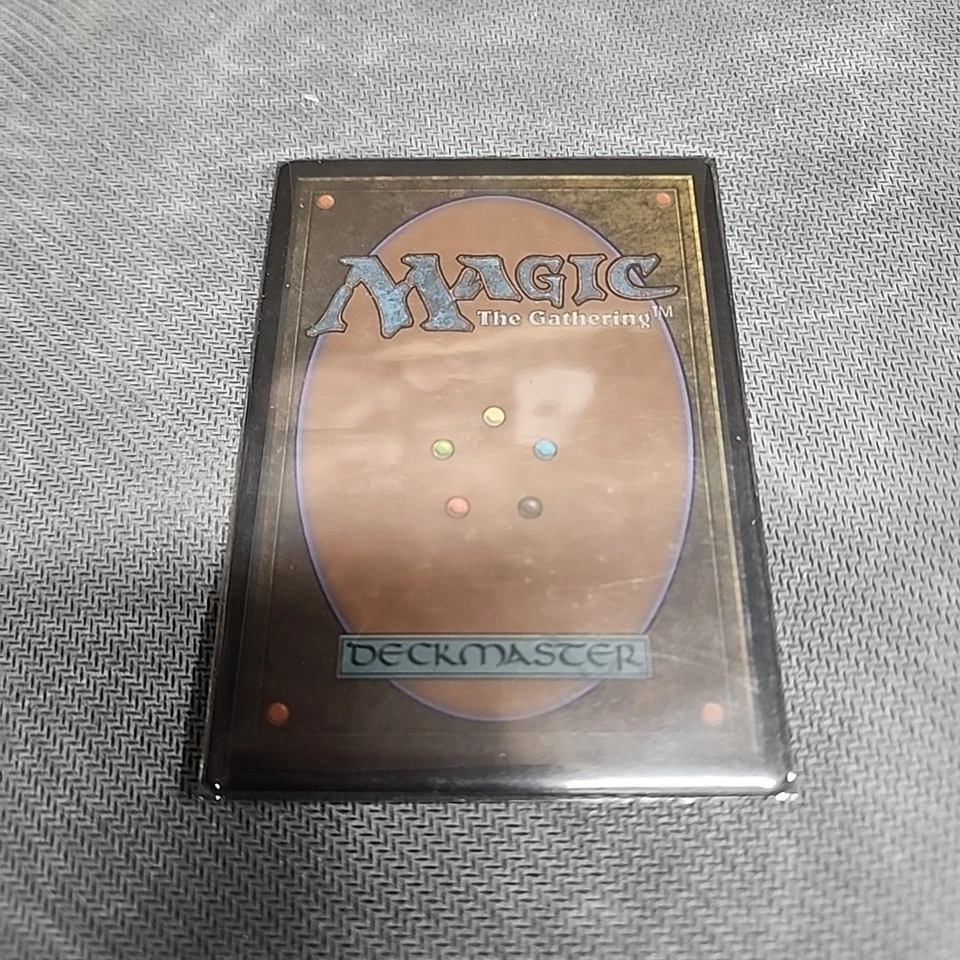 MAGIC
The Gathering™
DECKMASTER